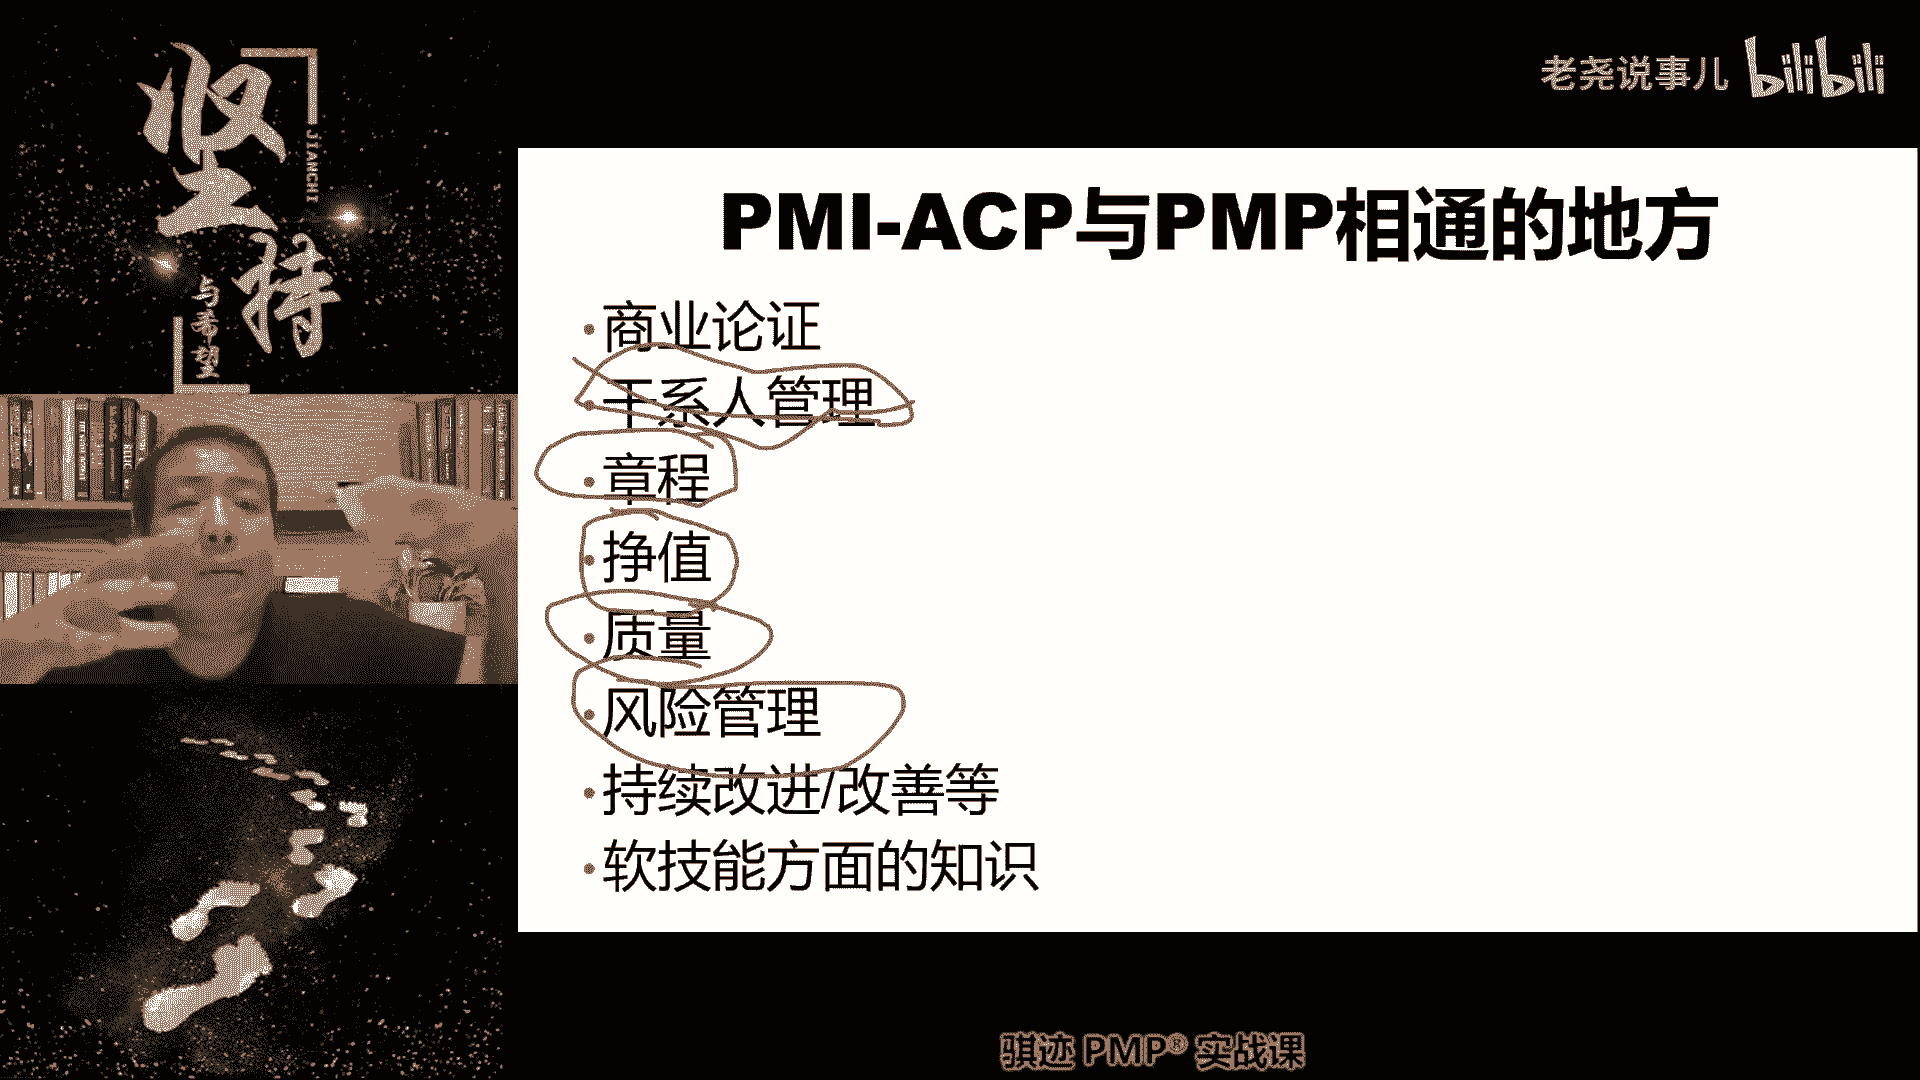 坚持
JIANCHI
与希望
老尧说事儿 bilibili
PMI-ACP与PMP相通的地方
•商业论证
•干系人管理
•章程
•挣值
•质量
•风险管理
•持续改进/改善等
•软技能方面的知识
骐迹 PMP® 实战课